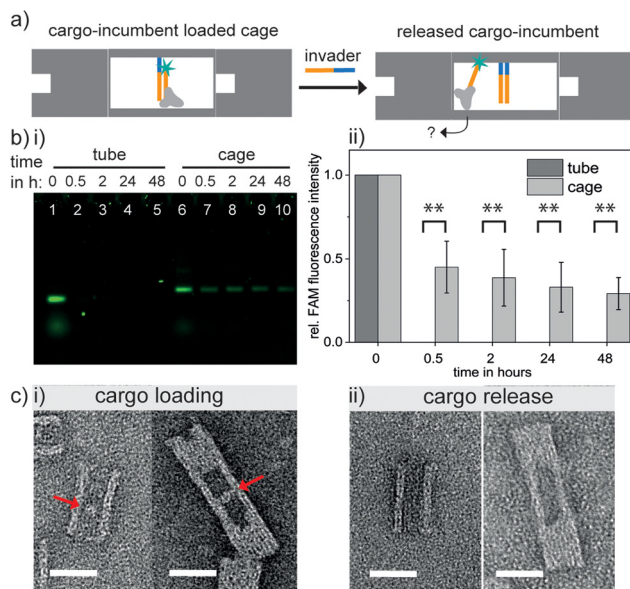 a)
cargo-incumbent loaded cage
invader
released cargo-incumbent
?
b) i)
time
in h:
tube
cage
0 0.5 2 24 48 0 0.5 2 24 48
1 2 3 4 5 6 7 8 9 10
ii)
rel. FAM fluorescence intensity
1.0
0.5
0.0
tube
cage
** ** ** **
0 0.5 2 24 48
time in hours
c) i)
cargo loading
ii)
cargo release